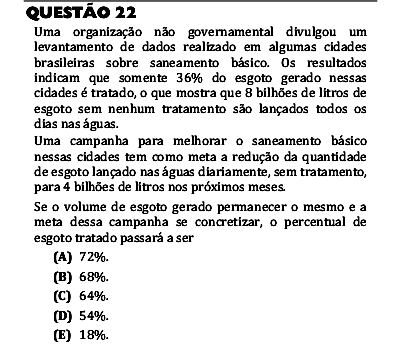 QUESTÃO 22
Uma organização não governamental divulgou um
levantamento de dados realizado em algumas cidades
brasileiras sobre saneamento básico. Os resultados
indicam que somente 36% do esgoto gerado nessas
cidades é tratado, o que mostra que 8 bilhões de litros de
esgoto sem nenhum tratamento são lançados todos os
dias nas águas.
Uma campanha para melhorar o saneamento básico
nessas cidades tem como meta a redução da quantidade
de esgoto lançado nas águas diariamente, sem tratamento,
para 4 bilhões de litros nos próximos meses.
Se o volume de esgoto gerado permanecer o mesmo e a
meta dessa campanha se concretizar, o percentual de
esgoto tratado passará a ser
(A) 72%.
(B) 68%.
(C) 64%.
(D) 54%.
(E) 18%.